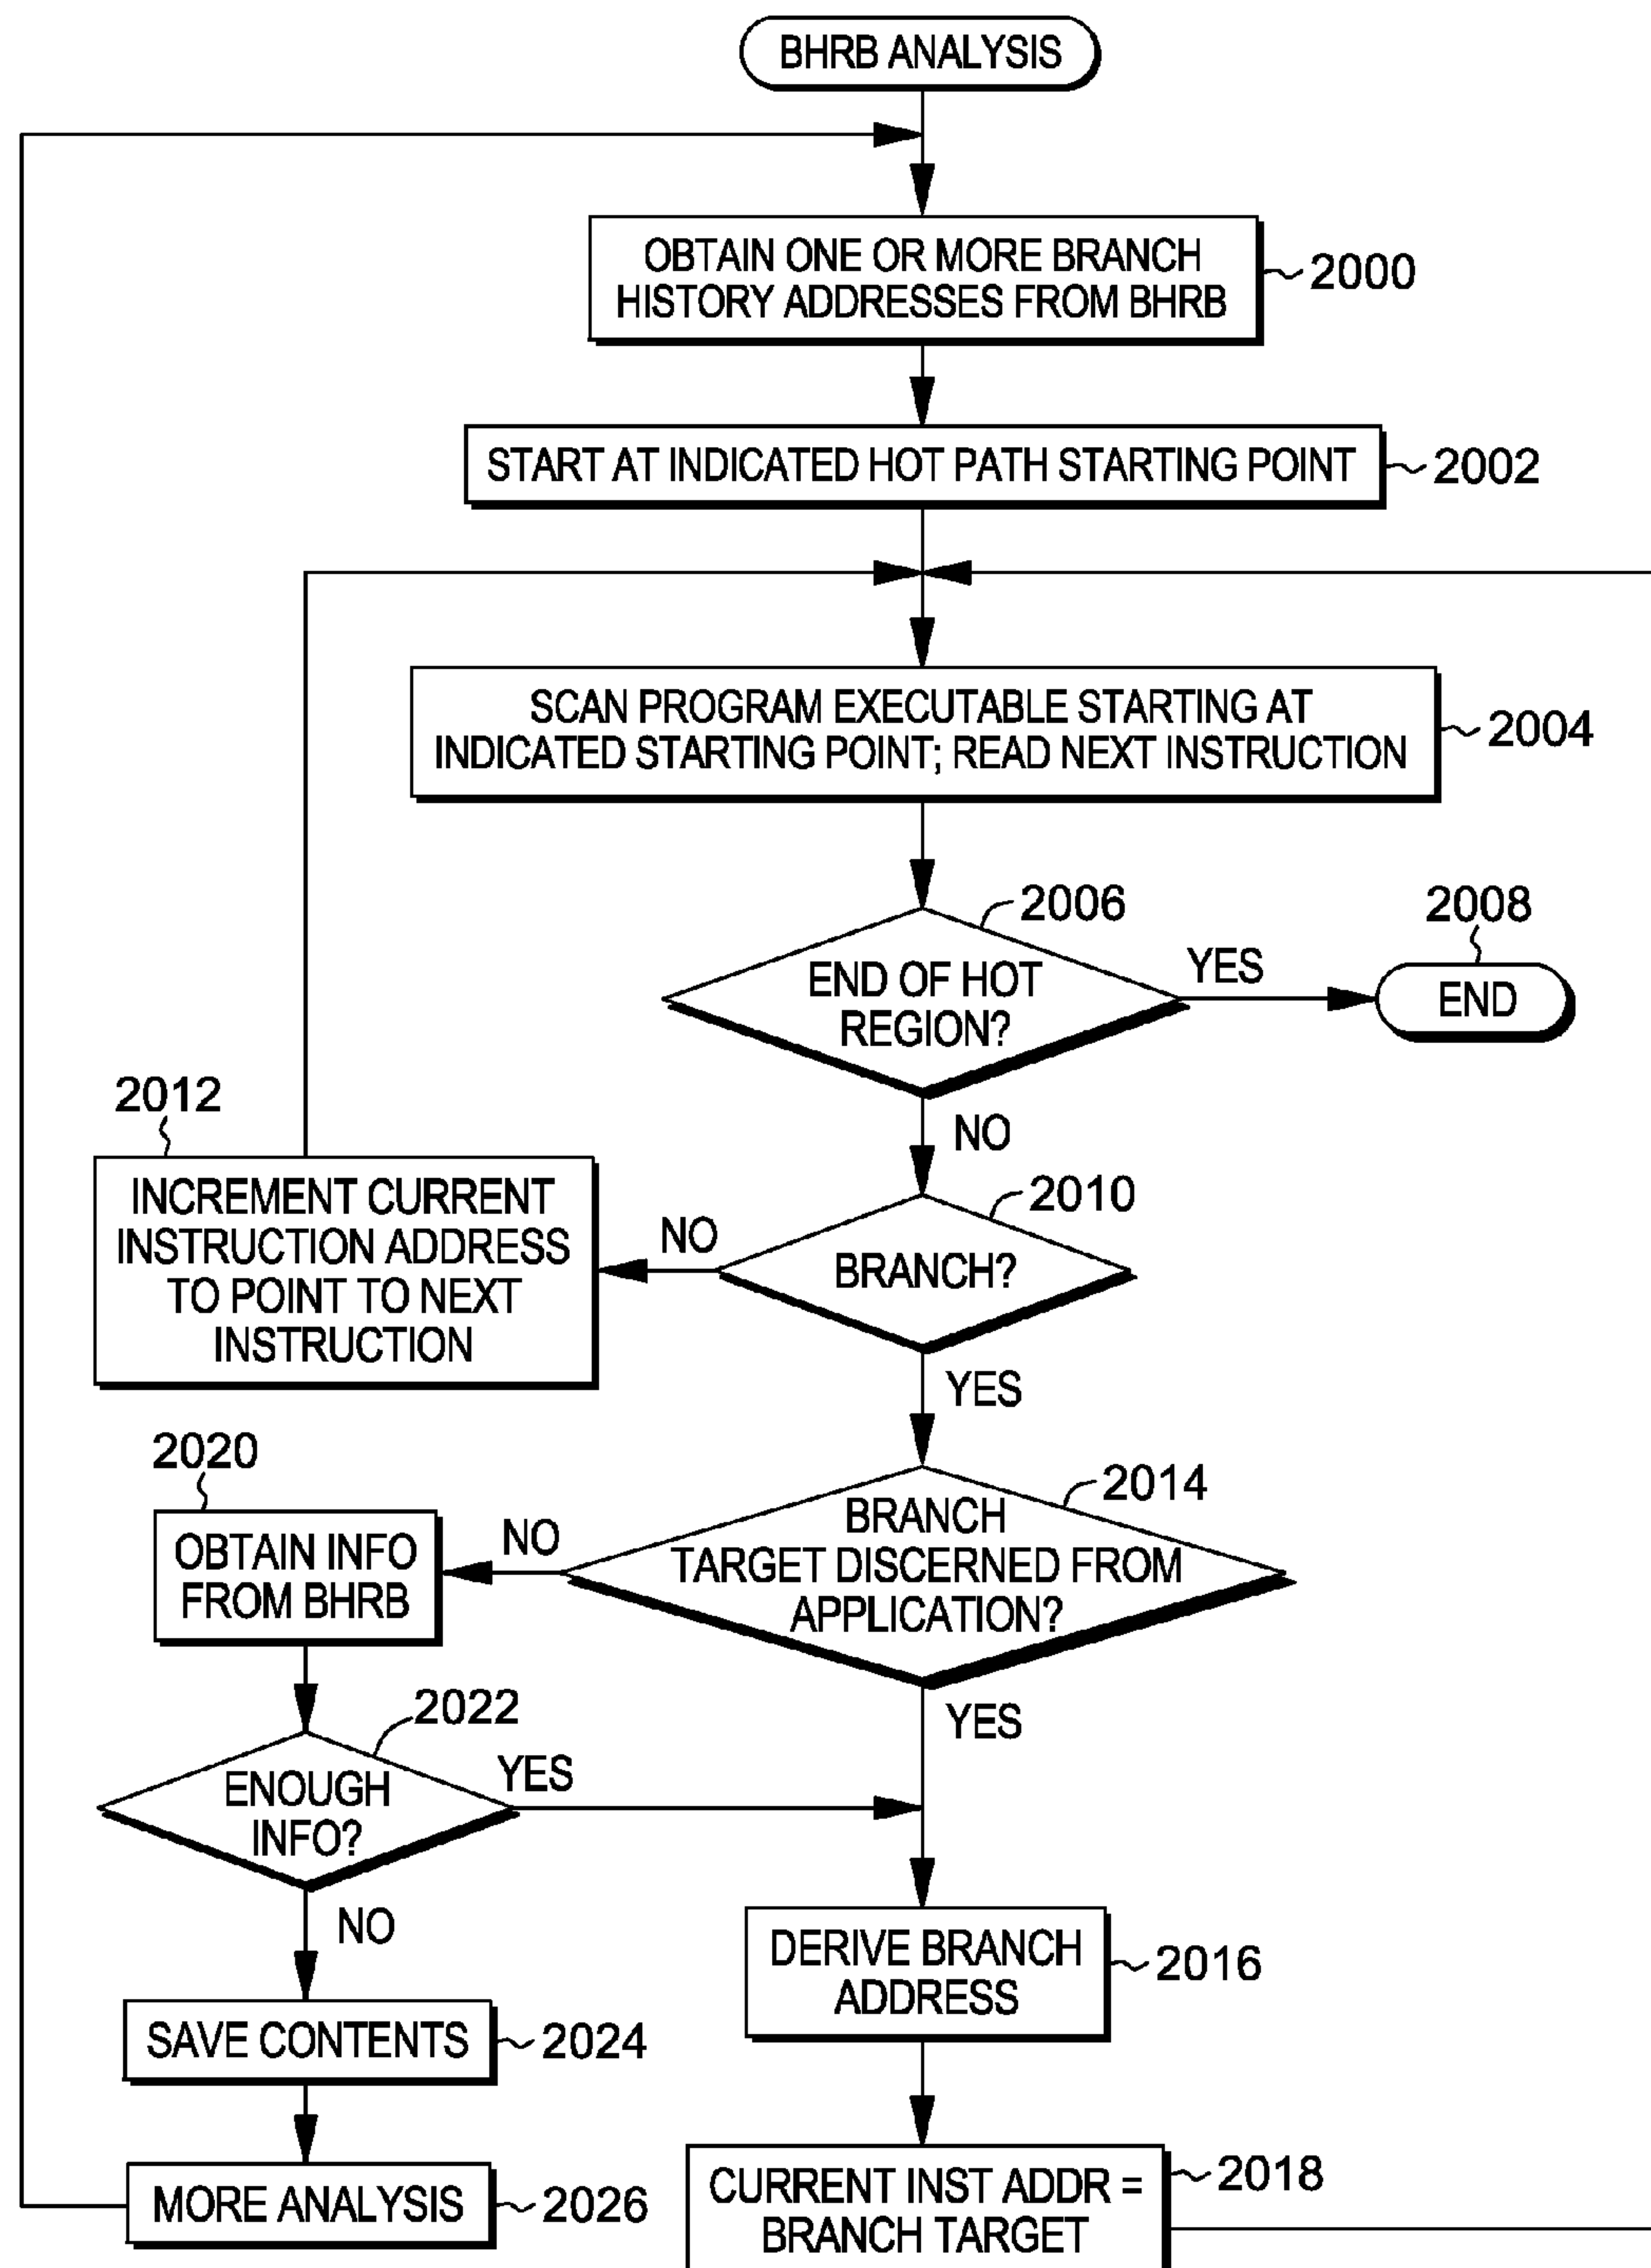 BHRB ANALYSIS
OBTAIN ONE OR MORE BRANCH
HISTORY ADDRESSES FROM BHRB
2000
START AT INDICATED HOT PATH STARTING POINT
2002
SCAN PROGRAM EXECUTABLE STARTING AT
INDICATED STARTING POINT; READ NEXT INSTRUCTION
2004
2006
END OF HOT
REGION?
YES
2008
END
NO
2010
BRANCH?
NO
2012
INCREMENT CURRENT
INSTRUCTION ADDRESS
TO POINT TO NEXT
INSTRUCTION
YES
2014
BRANCH
TARGET DISCERNED FROM
APPLICATION?
NO
2020
OBTAIN INFO
FROM BHRB
YES
2022
ENOUGH
INFO?
YES
NO
DERIVE BRANCH
ADDRESS
2016
SAVE CONTENTS
2024
MORE ANALYSIS
2026
CURRENT INST ADDR =
BRANCH TARGET
2018